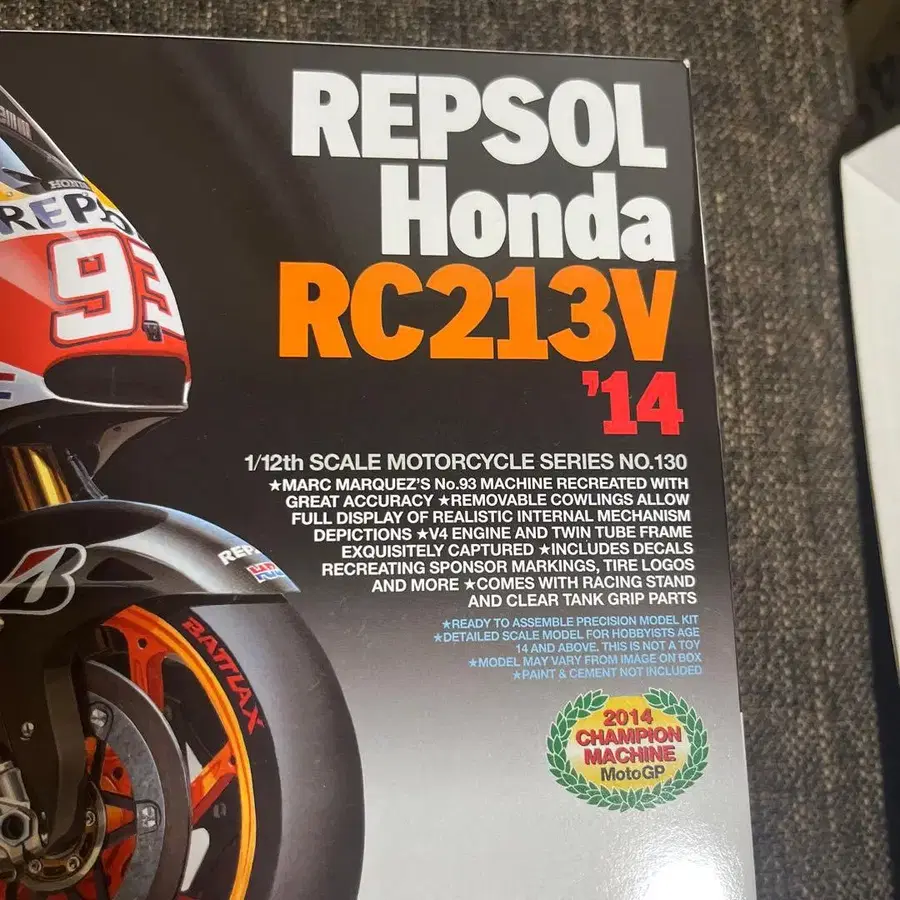 REPSOL
Honda
RC213V
'14
1/12th SCALE MOTORCYCLE SERIES NO.130
★MARC MARQUEZ'S No.93 MACHINE RECREATED WITH
GREAT ACCURACY ★REMOVABLE COWLINGS ALLOW
FULL DISPLAY OF REALISTIC INTERNAL MECHANISM
DEPICTIONS ★V4 ENGINE AND TWIN TUBE FRAME
EXQUISITELY CAPTURED ★INCLUDES DECALS
RECREATING SPONSOR MARKINGS, TIRE LOGOS
AND MORE ★COMES WITH RACING STAND
AND CLEAR TANK GRIP PARTS
★READY TO ASSEMBLE PRECISION MODEL KIT
★DETAILED SCALE MODEL FOR HOBBYISTS AGE
14 AND ABOVE. THIS IS NOT A TOY
★MODEL MAY VARY FROM IMAGE ON BOX
★PAINT & CEMENT NOT INCLUDED
2014
CHAMPION
MACHINE
MotoGP
HONDA
REPSOL
93
REPS
BATTLAX